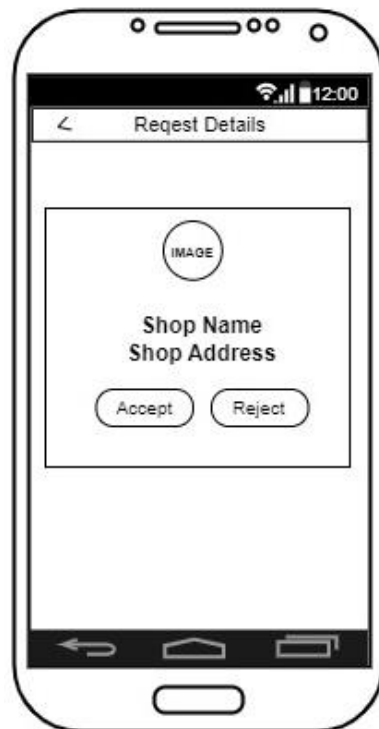 12:00
< Reqest Details
IMAGE
Shop Name
Shop Address
Accept Reject